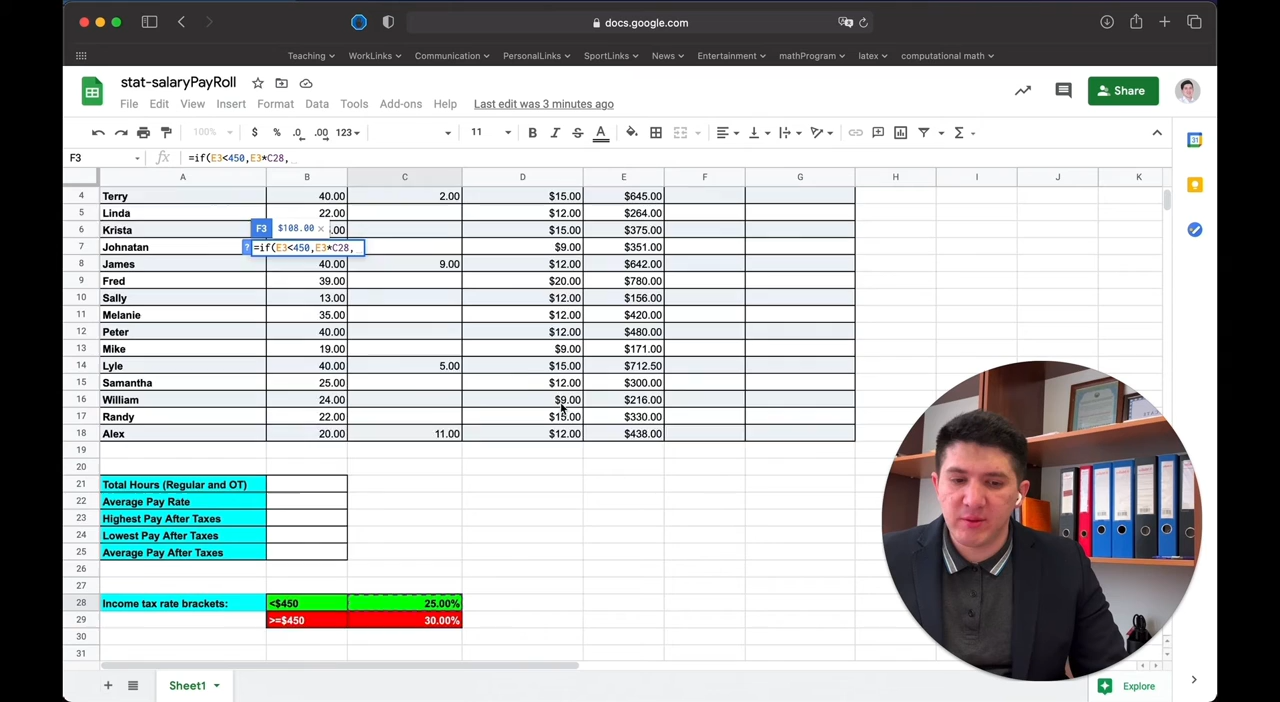 docs.google.com
Teaching WorkLinks Communication PersonalLinks SportLinks News Entertainment mathProgram latex computational math
stat-salaryPayRoll
File Edit View Insert Format Data Tools Add-ons Help Last edit was 3 minutes ago
Share
100% $ % .0 .00 123 11 B I S A
F3 fx =if(E3<450,E3*C28,
A B C D E F G H I J K
4 Terry 40.00 2.00 $15.00 $645.00
5 Linda 22.00 $12.00 $264.00
6 Krista .00 $15.00 $375.00
F3 $108.00 ×
7 Johnatan $9.00 $351.00
? =if(E3<450,E3*C28,
8 James 40.00 9.00 $12.00 $642.00
9 Fred 39.00 $20.00 $780.00
10 Sally 13.00 $12.00 $156.00
11 Melanie 35.00 $12.00 $420.00
12 Peter 40.00 $12.00 $480.00
13 Mike 19.00 $9.00 $171.00
14 Lyle 40.00 5.00 $15.00 $712.50
15 Samantha 25.00 $12.00 $300.00
16 William 24.00 $9.00 $216.00
17 Randy 22.00 $15.00 $330.00
18 Alex 20.00 11.00 $12.00 $438.00
19
20
21 Total Hours (Regular and OT)
22 Average Pay Rate
23 Highest Pay After Taxes
24 Lowest Pay After Taxes
25 Average Pay After Taxes
26
27
28 Income tax rate brackets: <$450 25.00%
29 >=$450 30.00%
30
31
+ Sheet1 Explore